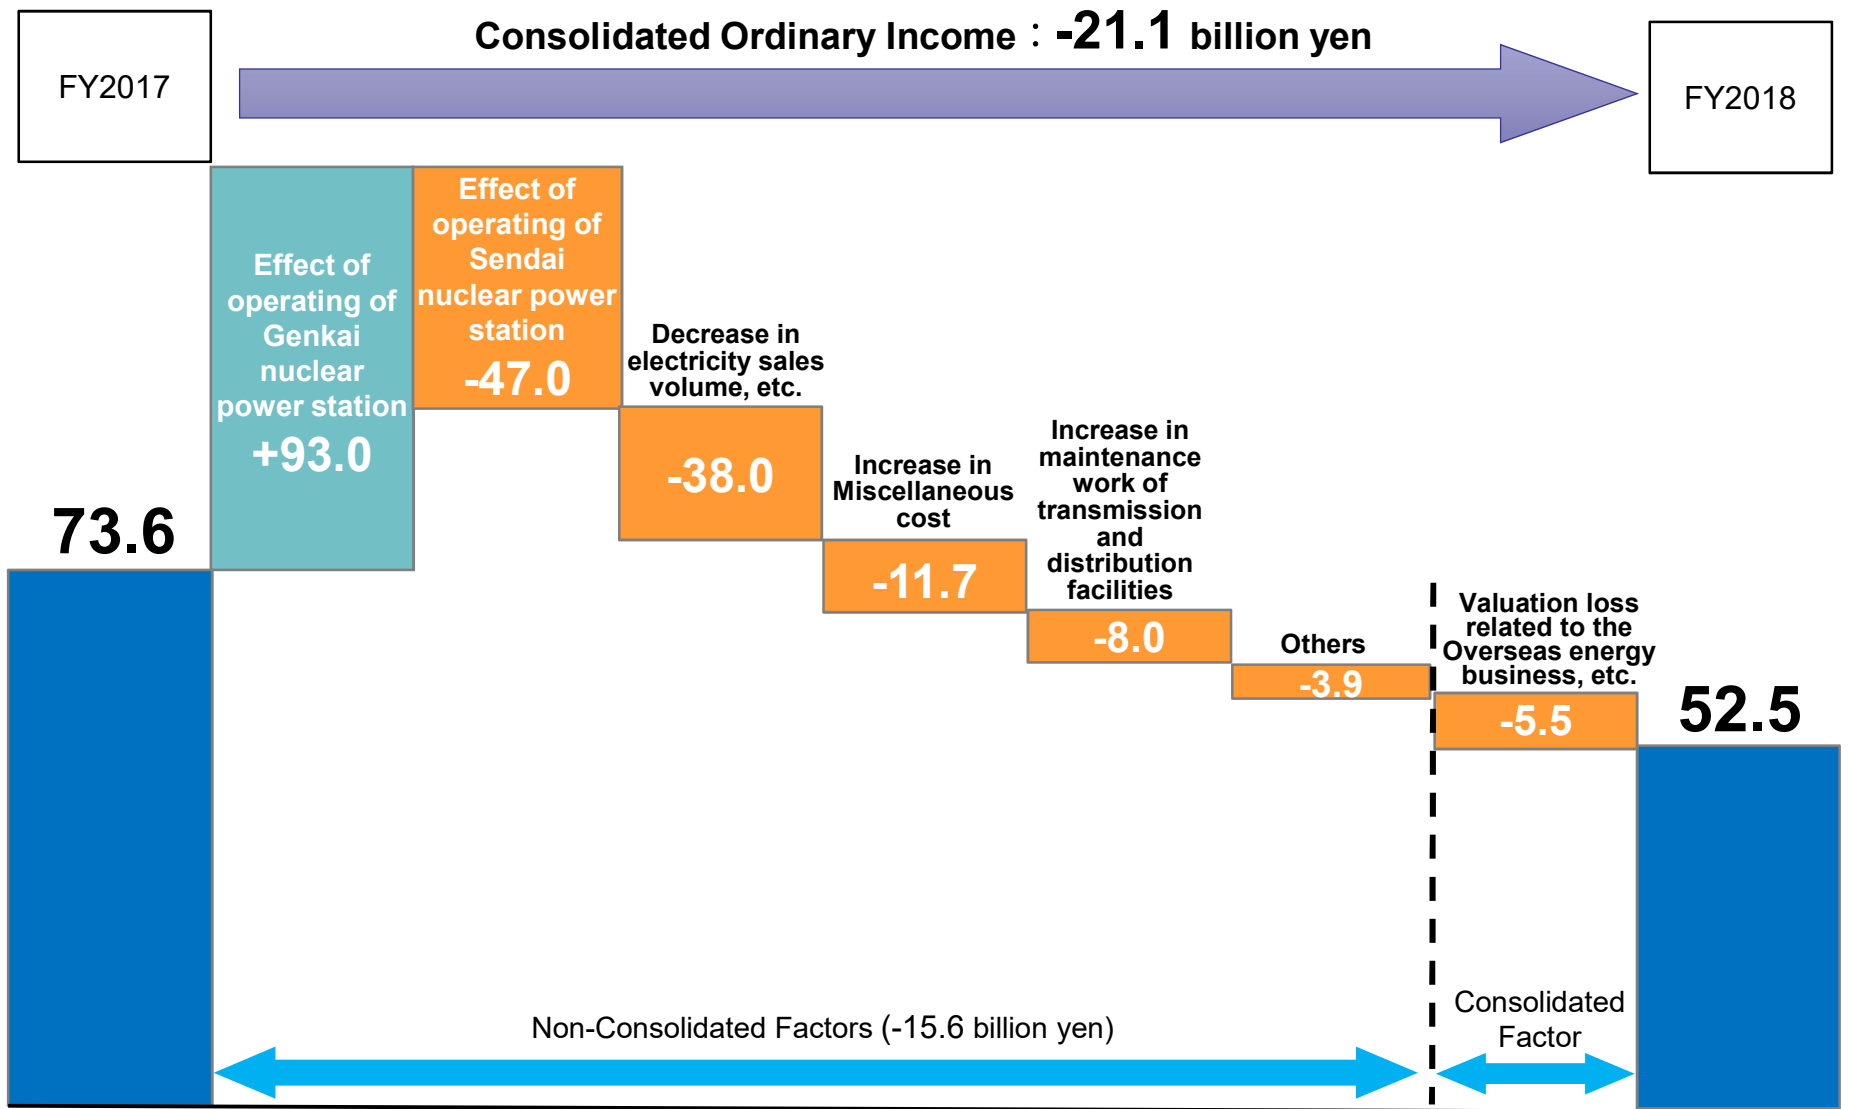 Consolidated Ordinary Income：-21.1 billion yen
FY2017
FY2018
Effect of
operating of
Genkai
nuclear
power station
+93.0
Effect of
operating of
Sendai
nuclear power
station
-47.0
Decrease in
electricity sales
volume, etc.
-38.0
Increase in
Miscellaneous
cost
-11.7
Increase in
maintenance
work of
transmission
and
distribution
facilities
-8.0
Others
-3.9
Valuation loss
related to the
Overseas energy
business, etc.
-5.5
73.6
52.5
Non-Consolidated Factors (-15.6 billion yen)
Consolidated
Factor